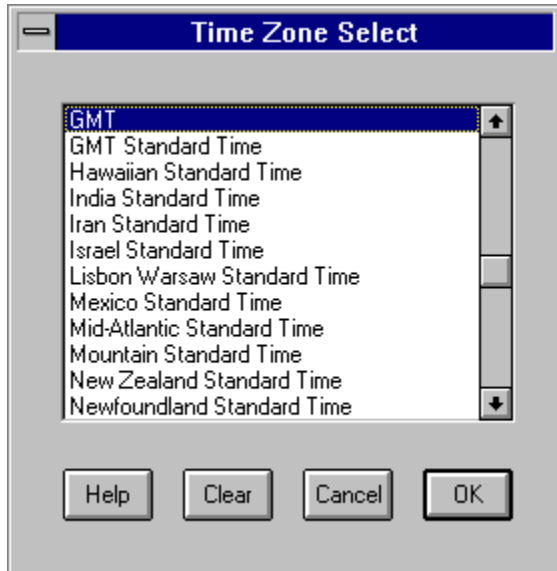 Time Zone Select
GMT
GMT Standard Time
Hawaiian Standard Time
India Standard Time
Iran Standard Time
Israel Standard Time
Lisbon Warsaw Standard Time
Mexico Standard Time
Mid-Atlantic Standard Time
Mountain Standard Time
New Zealand Standard Time
Newfoundland Standard Time
Help Clear Cancel OK